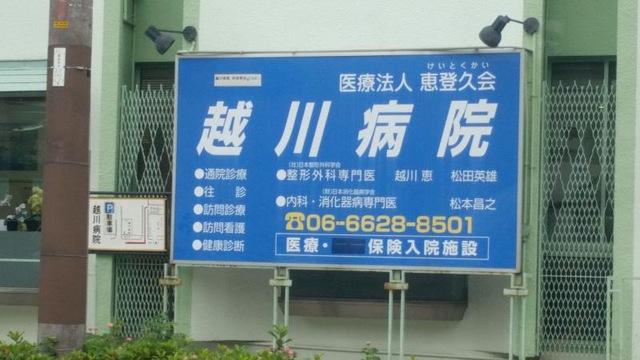 けいとくかい
医療法人 恵登久会
越川病院
●通院診療
●往診
●訪問診療
●訪問看護
●健康診断
(社)日本整形外科学会
●整形外科専門医 越川 恵 松田英雄
(財)日本消化器病学会
●内科・消化器病専門医 松本昌之
☎06-6628-8501
医療・保険入院施設
P 駐車場
越川病院